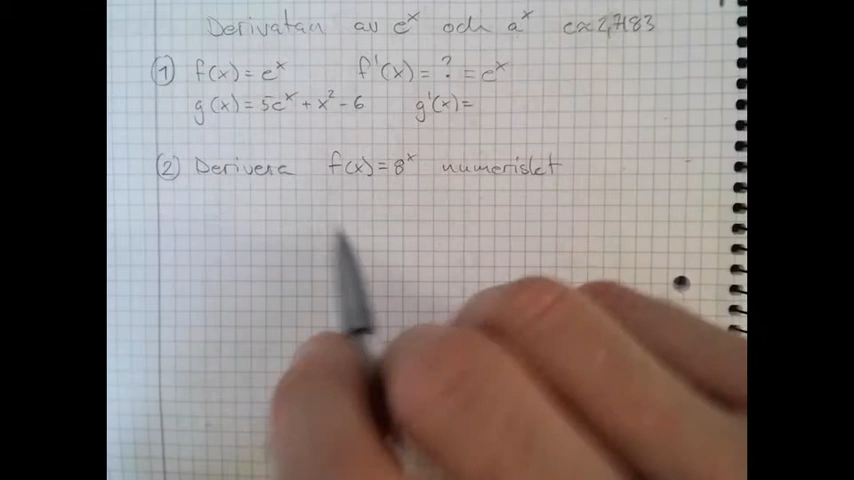 Derivatan av e^x och a^x e≈2,7183
① f(x) = e^x f'(x) = ? = e^x
g(x) = 5e^x + x² - 6 g'(x) =
② Derivera f(x) = 8^x numeriskt